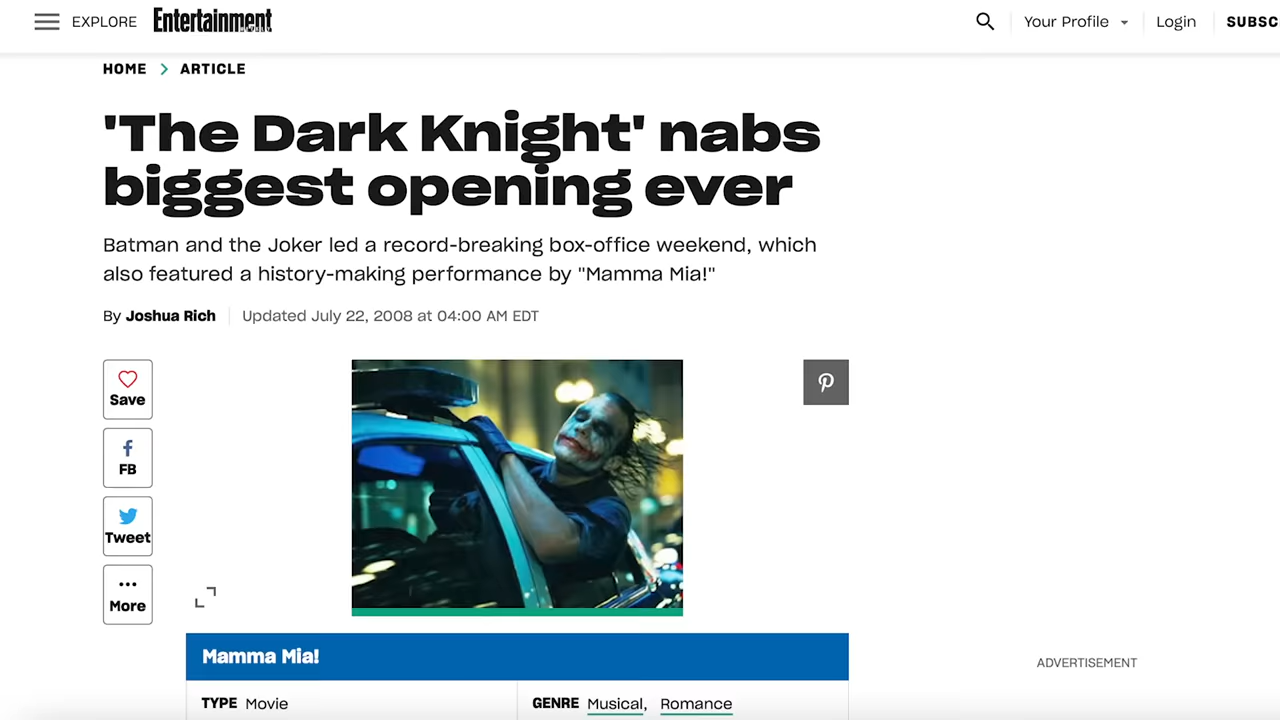 EXPLORE Entertainment Your Profile Login SUBSC
HOME ARTICLE
'The Dark Knight' nabs
biggest opening ever
Batman and the Joker led a record-breaking box-office weekend, which
also featured a history-making performance by "Mamma Mia!"
By Joshua Rich Updated July 22, 2008 at 04:00 AM EDT
Save
FB
Tweet
More
Mamma Mia!
ADVERTISEMENT
TYPE Movie GENRE Musical, Romance